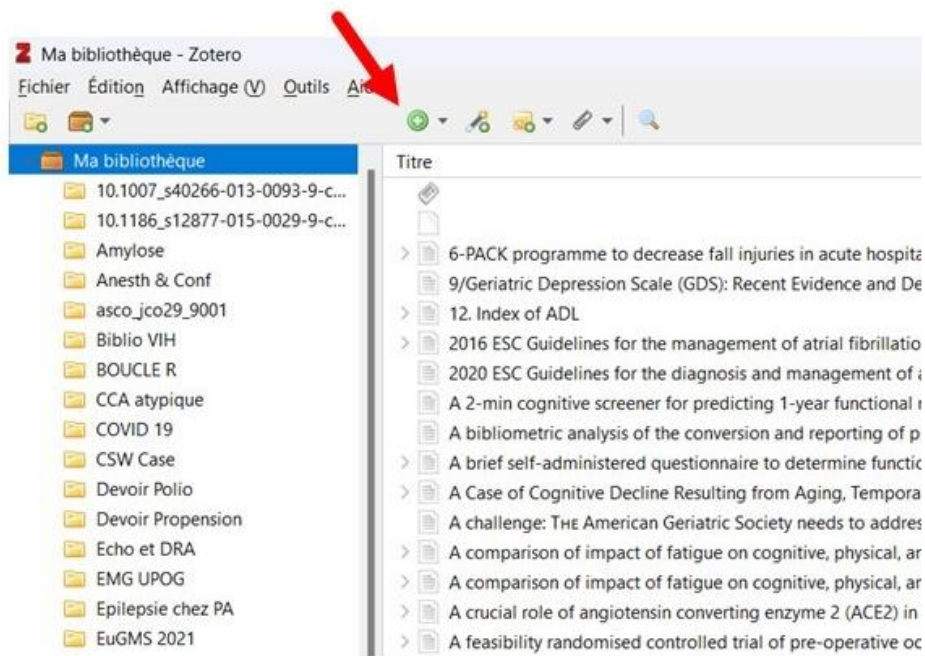 Ma bibliothèque - Zotero
Fichier Édition Affichage (V) Outils
Ma bibliothèque
Titre
10.1007_s40266-013-0093-9-c...
10.1186_s12877-015-0029-9-c...
Amylose
6-PACK programme to decrease fall injuries in acute hospita
Anesth & Conf
9/Geriatric Depression Scale (GDS): Recent Evidence and De
asco_jco29_9001
12. Index of ADL
Biblio VIH
2016 ESC Guidelines for the management of atrial fibrillatio
BOUCLE R
2020 ESC Guidelines for the diagnosis and management of a
CCA atypique
A 2-min cognitive screener for predicting 1-year functional
COVID 19
A bibliometric analysis of the conversion and reporting of p
CSW Case
A brief self-administered questionnaire to determine functio
Devoir Polio
A Case of Cognitive Decline Resulting from Aging, Tempora
Devoir Propension
A challenge: THE American Geriatric Society needs to addres
Echo et DRA
A comparison of impact of fatigue on cognitive, physical, ar
EMG UPOG
A comparison of impact of fatigue on cognitive, physical, ar
Epilepsie chez PA
A crucial role of angiotensin converting enzyme 2 (ACE2) in
EuGMS 2021
A feasibility randomised controlled trial of pre-operative oc